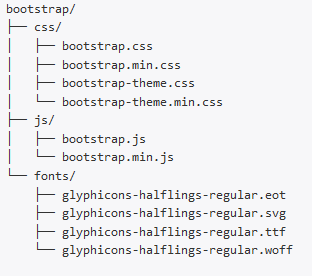 bootstrap/
├── css/
│   ├── bootstrap.css
│   ├── bootstrap.min.css
│   ├── bootstrap-theme.css
│   └── bootstrap-theme.min.css
├── js/
│   ├── bootstrap.js
│   └── bootstrap.min.js
└── fonts/
    ├── glyphicons-halflings-regular.eot
    ├── glyphicons-halflings-regular.svg
    ├── glyphicons-halflings-regular.ttf
    └── glyphicons-halflings-regular.woff